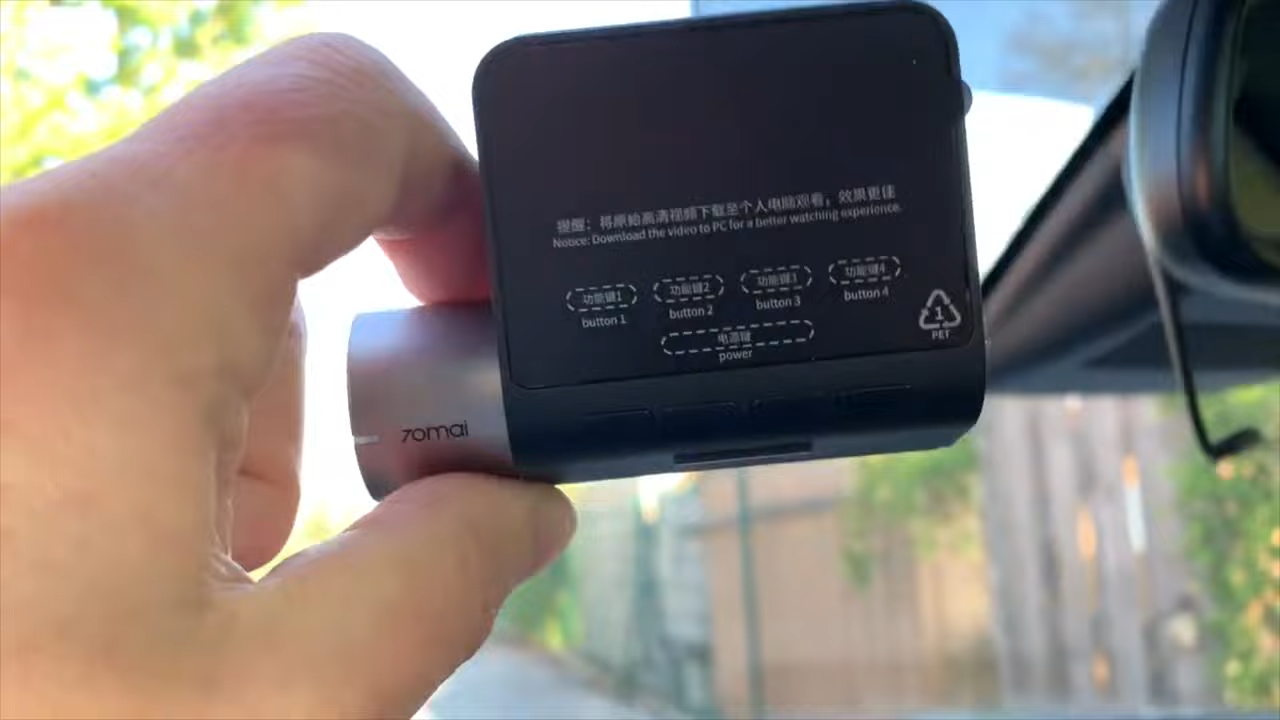 提醒：将原始高清视频下载至个人电脑观看，效果更佳
Notice: Download the video to PC for a better watching experience.
功能键1 功能键2 功能键3 功能键4
button 1 button 2 button 3 button 4
电源键
power
1
PET
70mai